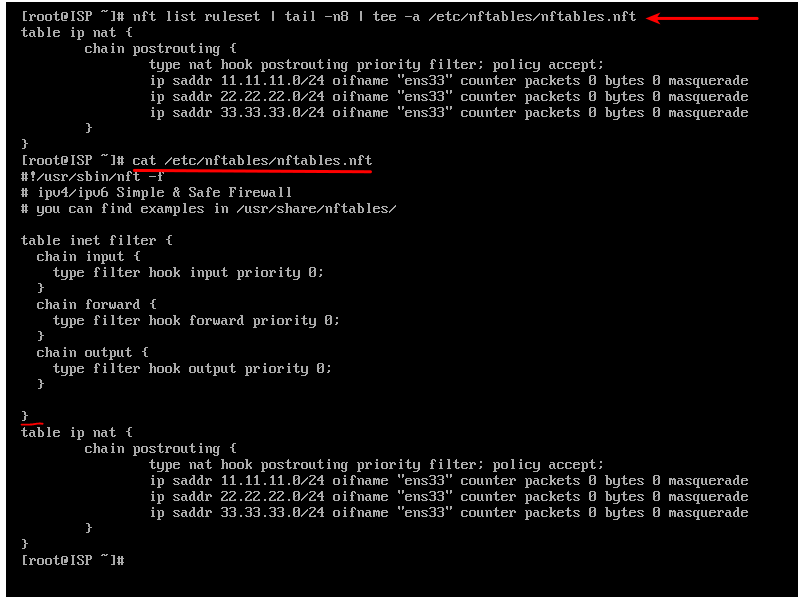 [root@ISP ~]# nft list ruleset | tail -n8 | tee -a /etc/nftables/nftables.nft
table ip nat {
        chain postrouting {
                type nat hook postrouting priority filter; policy accept;
                ip saddr 11.11.11.0/24 oifname "ens33" counter packets 0 bytes 0 masquerade
                ip saddr 22.22.22.0/24 oifname "ens33" counter packets 0 bytes 0 masquerade
                ip saddr 33.33.33.0/24 oifname "ens33" counter packets 0 bytes 0 masquerade
        }
}
[root@ISP ~]# cat /etc/nftables/nftables.nft
#!/usr/sbin/nft -f
# ipv4/ipv6 Simple & Safe Firewall
# you can find examples in /usr/share/nftables/

table inet filter {
  chain input {
    type filter hook input priority 0;
  }
  chain forward {
    type filter hook forward priority 0;
  }
  chain output {
    type filter hook output priority 0;
  }

}
table ip nat {
        chain postrouting {
                type nat hook postrouting priority filter; policy accept;
                ip saddr 11.11.11.0/24 oifname "ens33" counter packets 0 bytes 0 masquerade
                ip saddr 22.22.22.0/24 oifname "ens33" counter packets 0 bytes 0 masquerade
                ip saddr 33.33.33.0/24 oifname "ens33" counter packets 0 bytes 0 masquerade
        }
}
[root@ISP ~]#